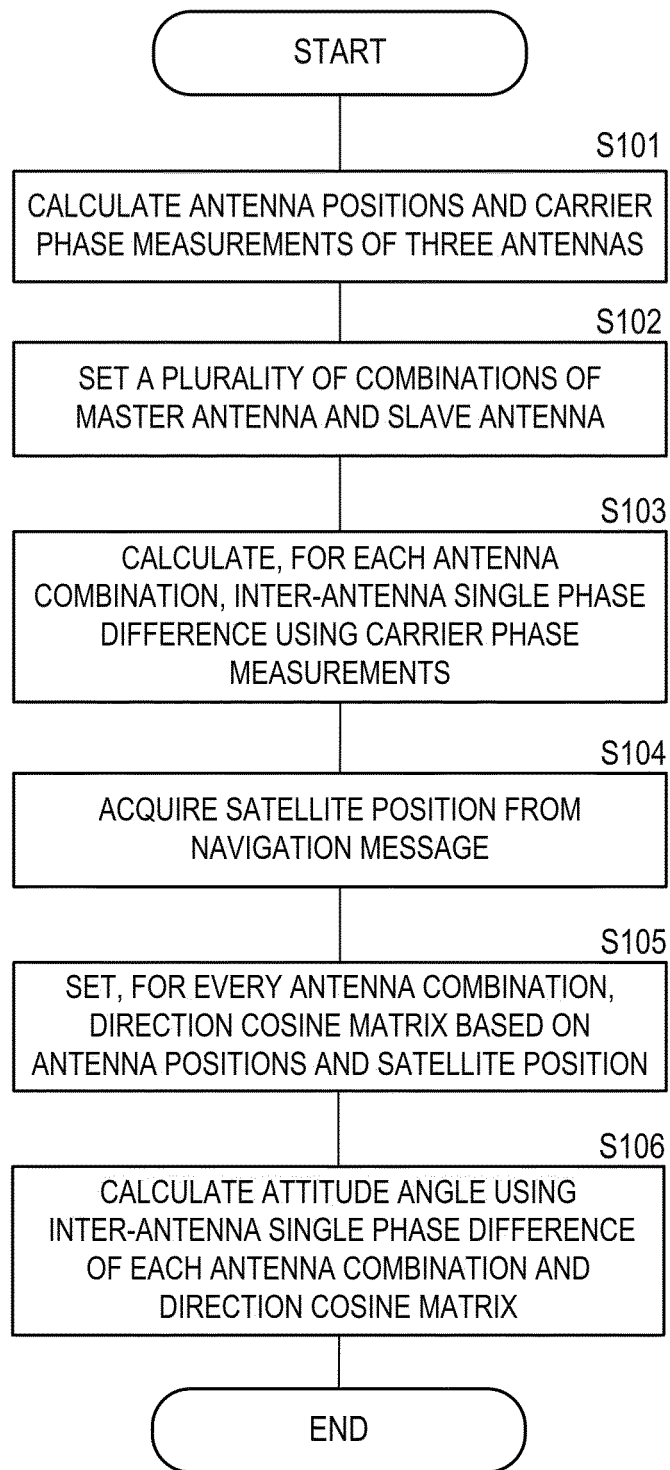 START
S101
CALCULATE ANTENNA POSITIONS AND CARRIER
PHASE MEASUREMENTS OF THREE ANTENNAS
S102
SET A PLURALITY OF COMBINATIONS OF
MASTER ANTENNA AND SLAVE ANTENNA
S103
CALCULATE, FOR EACH ANTENNA
COMBINATION, INTER-ANTENNA SINGLE PHASE
DIFFERENCE USING CARRIER PHASE
MEASUREMENTS
S104
ACQUIRE SATELLITE POSITION FROM
NAVIGATION MESSAGE
S105
SET, FOR EVERY ANTENNA COMBINATION,
DIRECTION COSINE MATRIX BASED ON
ANTENNA POSITIONS AND SATELLITE POSITION
S106
CALCULATE ATTITUDE ANGLE USING
INTER-ANTENNA SINGLE PHASE DIFFERENCE
OF EACH ANTENNA COMBINATION AND
DIRECTION COSINE MATRIX
END